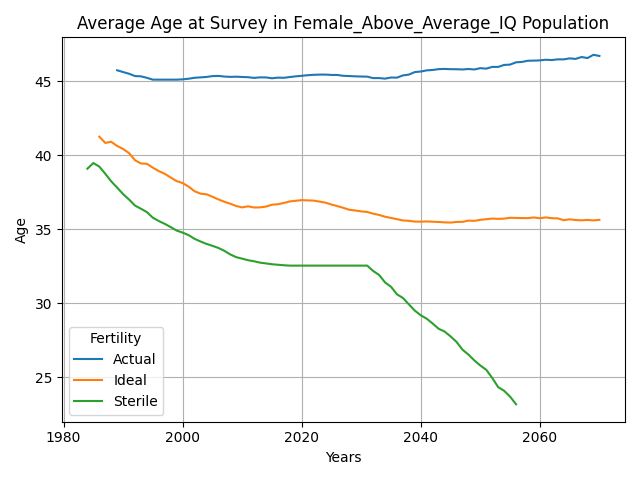 Average Age at Survey in Female_Above_Average_IQ Population
45
40
35
30
25
Age
Fertility
Actual
Ideal
Sterile
1980
2000
2020
2040
2060
Years